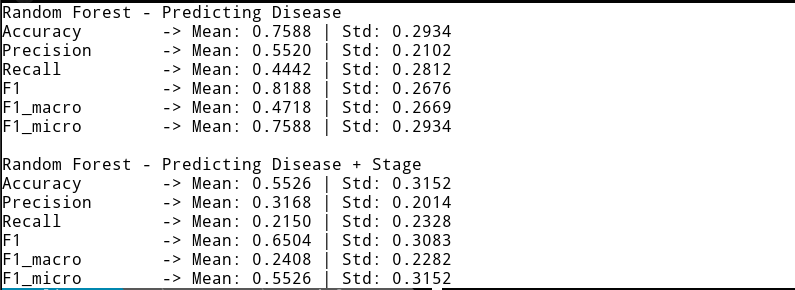 Random Forest - Predicting Disease
Accuracy -> Mean: 0.7588 | Std: 0.2934
Precision -> Mean: 0.5520 | Std: 0.2102
Recall -> Mean: 0.4442 | Std: 0.2812
F1 -> Mean: 0.8188 | Std: 0.2676
F1_macro -> Mean: 0.4718 | Std: 0.2669
F1_micro -> Mean: 0.7588 | Std: 0.2934
Random Forest - Predicting Disease + Stage
Accuracy -> Mean: 0.5526 | Std: 0.3152
Precision -> Mean: 0.3168 | Std: 0.2014
Recall -> Mean: 0.2150 | Std: 0.2328
F1 -> Mean: 0.6504 | Std: 0.3083
F1_macro -> Mean: 0.2408 | Std: 0.2282
F1_micro -> Mean: 0.5526 | Std: 0.3152